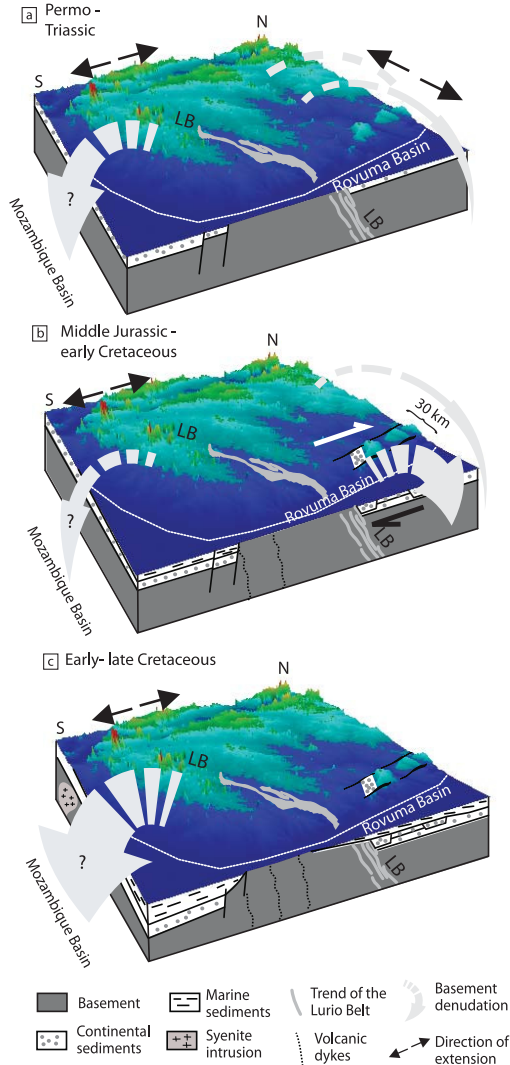 a Permo -
Triassic
N
S
LB
Rovuma Basin
LB
?
Mozambique Basin
b Middle Jurassic -
early Cretaceous
N
S
30 km
LB
Rovuma Basin
LB
?
Mozambique Basin
c Early- late Cretaceous
N
S
LB
Rovuma Basin
LB
?
Mozambique Basin
Basement
Marine
sediments
Trend of the
Lurio Belt
Basement
denudation
Continental
sediments
Syenite
intrusion
Volcanic
dykes
Direction of
extension